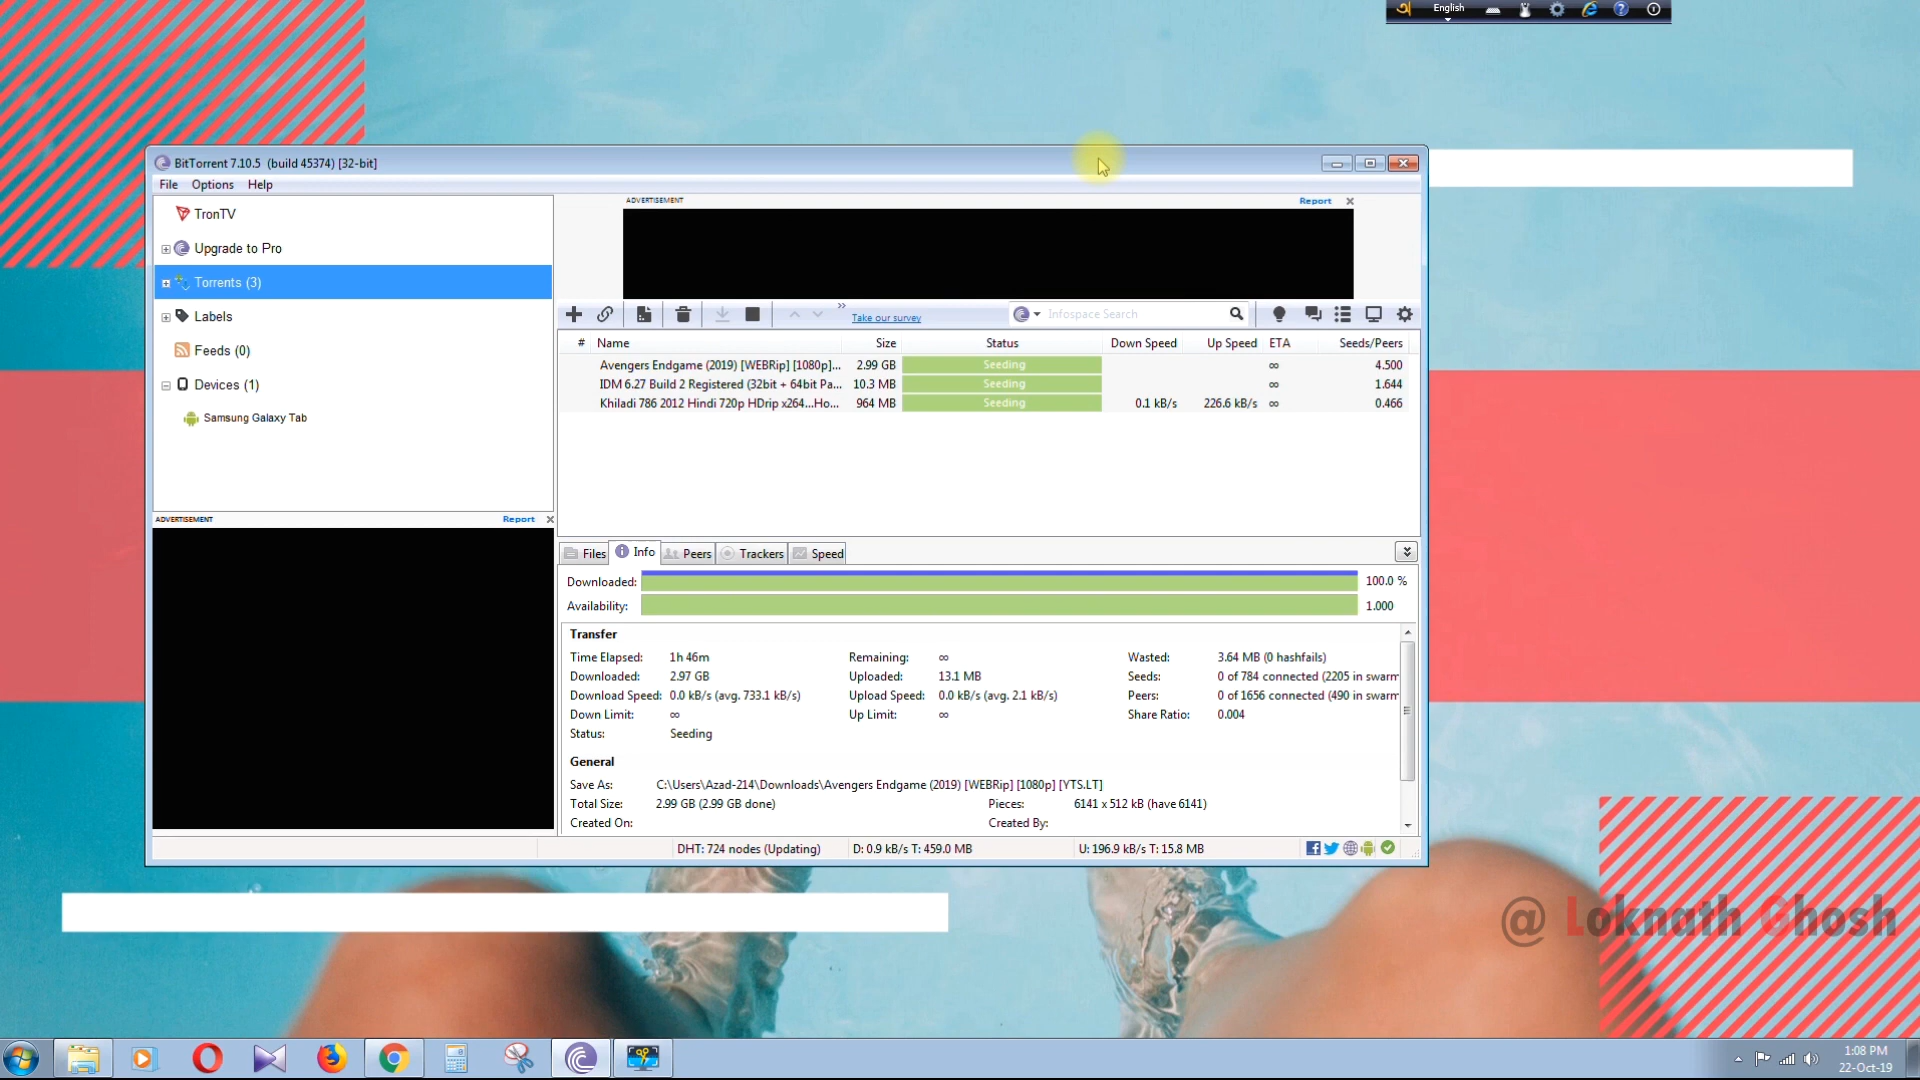 English
BitTorrent 7.10.5 (build 45374) [32-bit]
File Options Help
TronTV
Upgrade to Pro
Torrents (3)
Labels
Feeds (0)
Devices (1)
Samsung Galaxy Tab
ADVERTISEMENT Report
ADVERTISEMENT Report
Take our survey
Infospace Search
# Name Size Status Down Speed Up Speed ETA Seeds/Peers
Avengers Endgame (2019) [WEBRip] [1080p]... 2.99 GB Seeding ∞ 4.500
IDM 6.27 Build 2 Registered (32bit + 64bit Pa... 10.3 MB Seeding ∞ 1.644
Khiladi 786 2012 Hindi 720p HDrip x264...Ho... 964 MB Seeding 0.1 kB/s 226.6 kB/s ∞ 0.466
Files Info Peers Trackers Speed
Downloaded: 100.0 %
Availability: 1.000
Transfer
Time Elapsed: 1h 46m Remaining: ∞ Wasted: 3.64 MB (0 hashfails)
Downloaded: 2.97 GB Uploaded: 13.1 MB Seeds: 0 of 784 connected (2205 in swarm
Download Speed: 0.0 kB/s (avg. 733.1 kB/s) Upload Speed: 0.0 kB/s (avg. 2.1 kB/s) Peers: 0 of 1656 connected (490 in swarm
Down Limit: ∞ Up Limit: ∞ Share Ratio: 0.004
Status: Seeding
General
Save As: C:\Users\Azad-214\Downloads\Avengers Endgame (2019) [WEBRip] [1080p] [YTS.LT]
Total Size: 2.99 GB (2.99 GB done) Pieces: 6141 x 512 kB (have 6141)
Created On: Created By:
DHT: 724 nodes (Updating) D: 0.9 kB/s T: 459.0 MB U: 196.9 kB/s T: 15.8 MB
@ Loknath Ghosh
1:08 PM
22-Oct-19